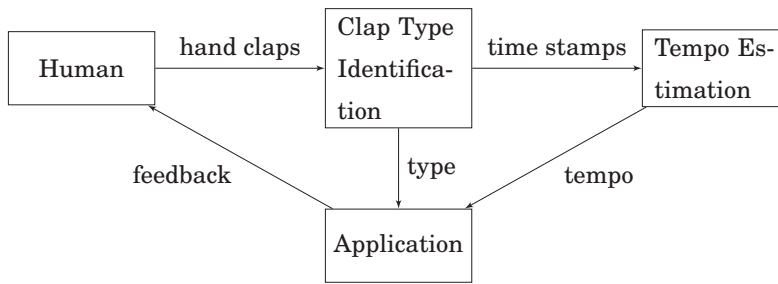 Human
hand claps
Clap Type
Identifica-
tion
time stamps
Tempo Es-
timation
feedback
type
tempo
Application